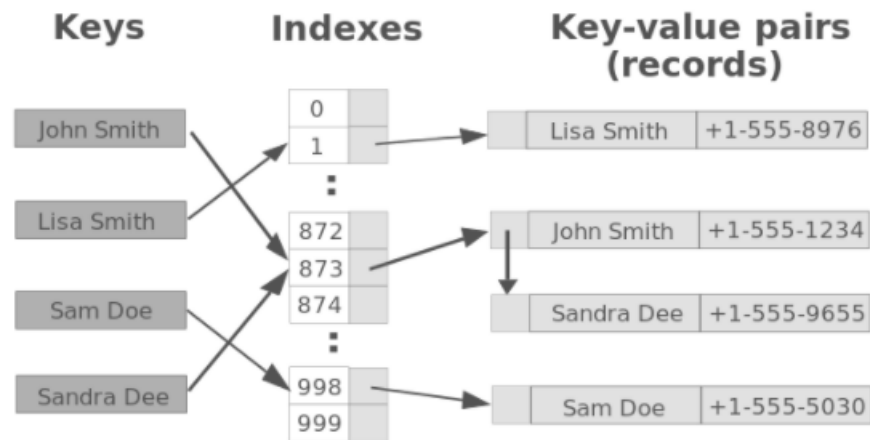 Keys
Indexes
Key-value pairs
(records)
John Smith
Lisa Smith
Sam Doe
Sandra Dee
0
1
:
872
873
874
:
998
999
Lisa Smith +1-555-8976
John Smith +1-555-1234
Sandra Dee +1-555-9655
Sam Doe +1-555-5030